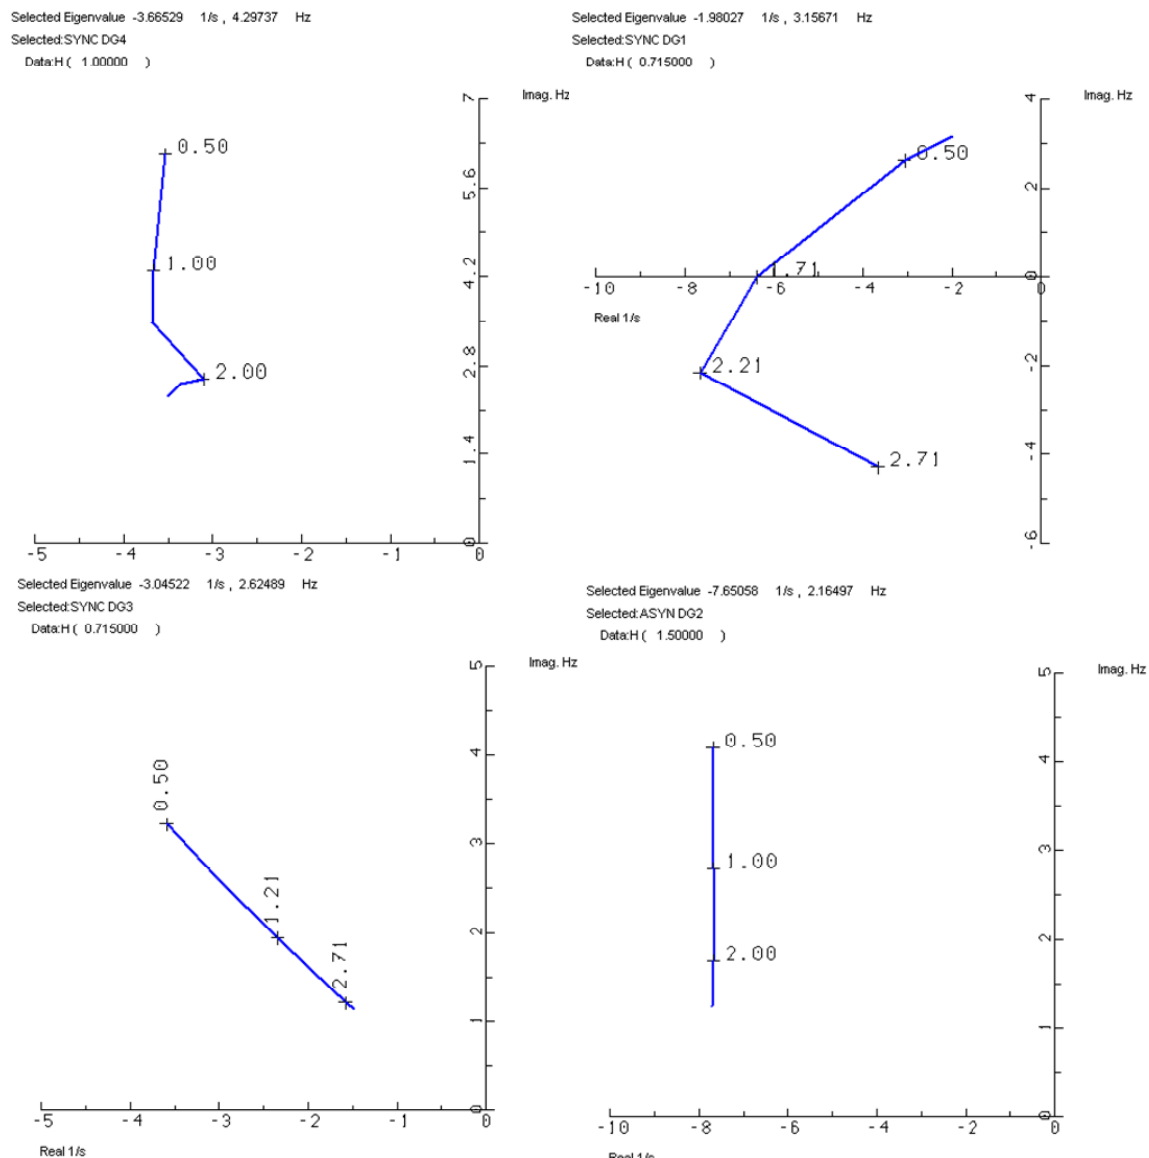 Selected Eigenvalue -3.66529 1/s , 4.29737 Hz
Selected:SYNC DG4
Data:H ( 1.00000 )
Imag. Hz
7
5.6
4.2
2.8
1.4
0
0.50
1.00
2.00
-5 -4 -3 -2 -1 0
Selected Eigenvalue -1.98027 1/s , 3.15671 Hz
Selected:SYNC DG1
Data:H ( 0.715000 )
Imag. Hz
4
2
0
-2
-4
-6
0.50
.71
2.21
2.71
-10 -8 -6 -4 -2 0
Real 1/s
Selected Eigenvalue -3.04522 1/s , 2.62489 Hz
Selected:SYNC DG3
Data:H ( 0.715000 )
Imag. Hz
5
4
3
2
1
0
0.50
1.21
2.71
-5 -4 -3 -2 -1 0
Real 1/s
Selected Eigenvalue -7.65058 1/s , 2.16497 Hz
Selected:ASYN DG2
Data:H ( 1.50000 )
Imag. Hz
5
4
3
2
1
0
0.50
1.00
2.00
-10 -8 -6 -4 -2 0
Real 1/s